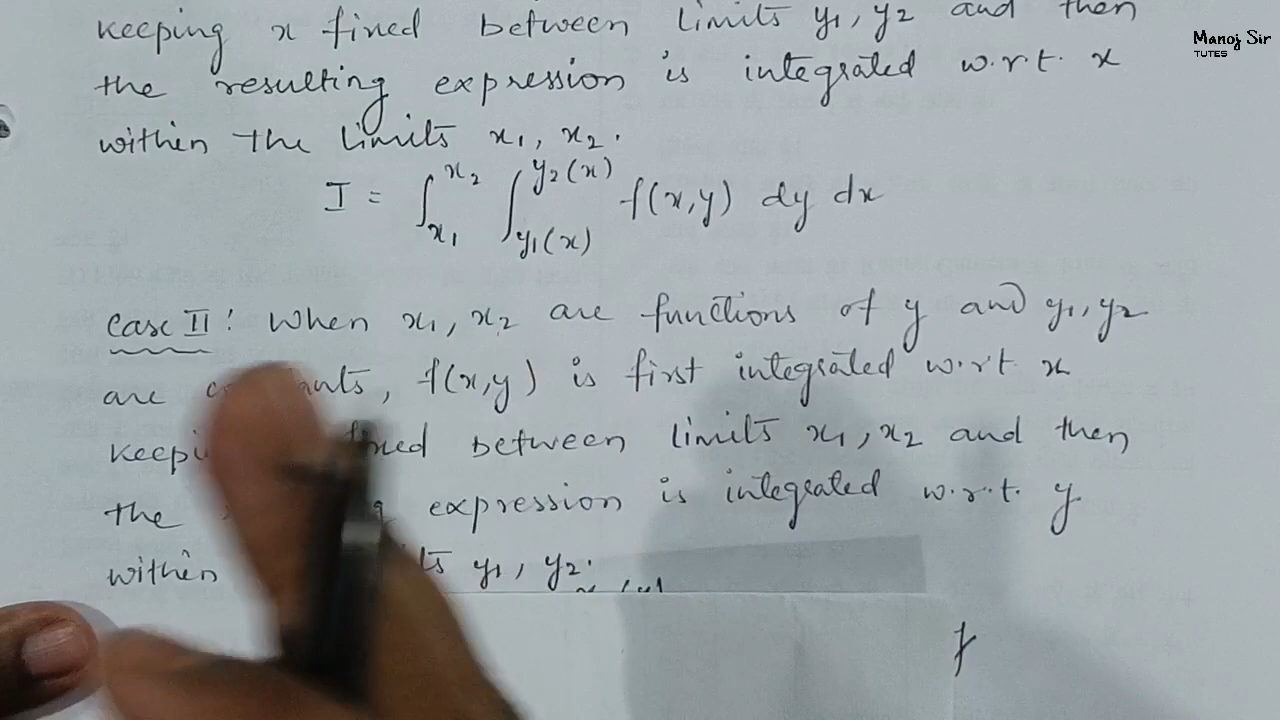 keeping x fixed between limits y₁, y₂ and then
Manoj Sir
TUTES
the resulting expression is integrated w.r.t. x
within the limits x₁, x₂.
I = ∫_{x₁}^{x₂} ∫_{y₁(x)}^{y₂(x)} f(x,y) dy dx
Case II: When x₁, x₂ are functions of y and y₁, y₂
are f(x,y) is first integrated w.r.t x
between limits x₁, x₂ and then
the expression is integrated w.r.t. y
within y₁, y₂.